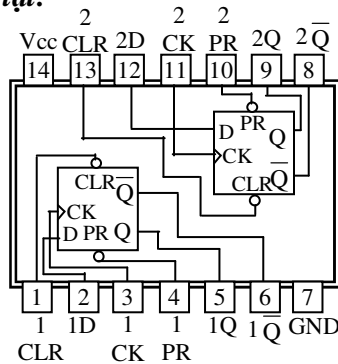 2 2 2
Vcc CLR 2D CK PR 2Q 2Q̅
14 13 12 11 10 9 8
PR
D Q
CK
CLR Q̅
CLR Q̅
CK
D PR Q
1 2 3 4 5 6 7
1 1D 1 1 1Q 1Q̅ GND
CLR CK PR